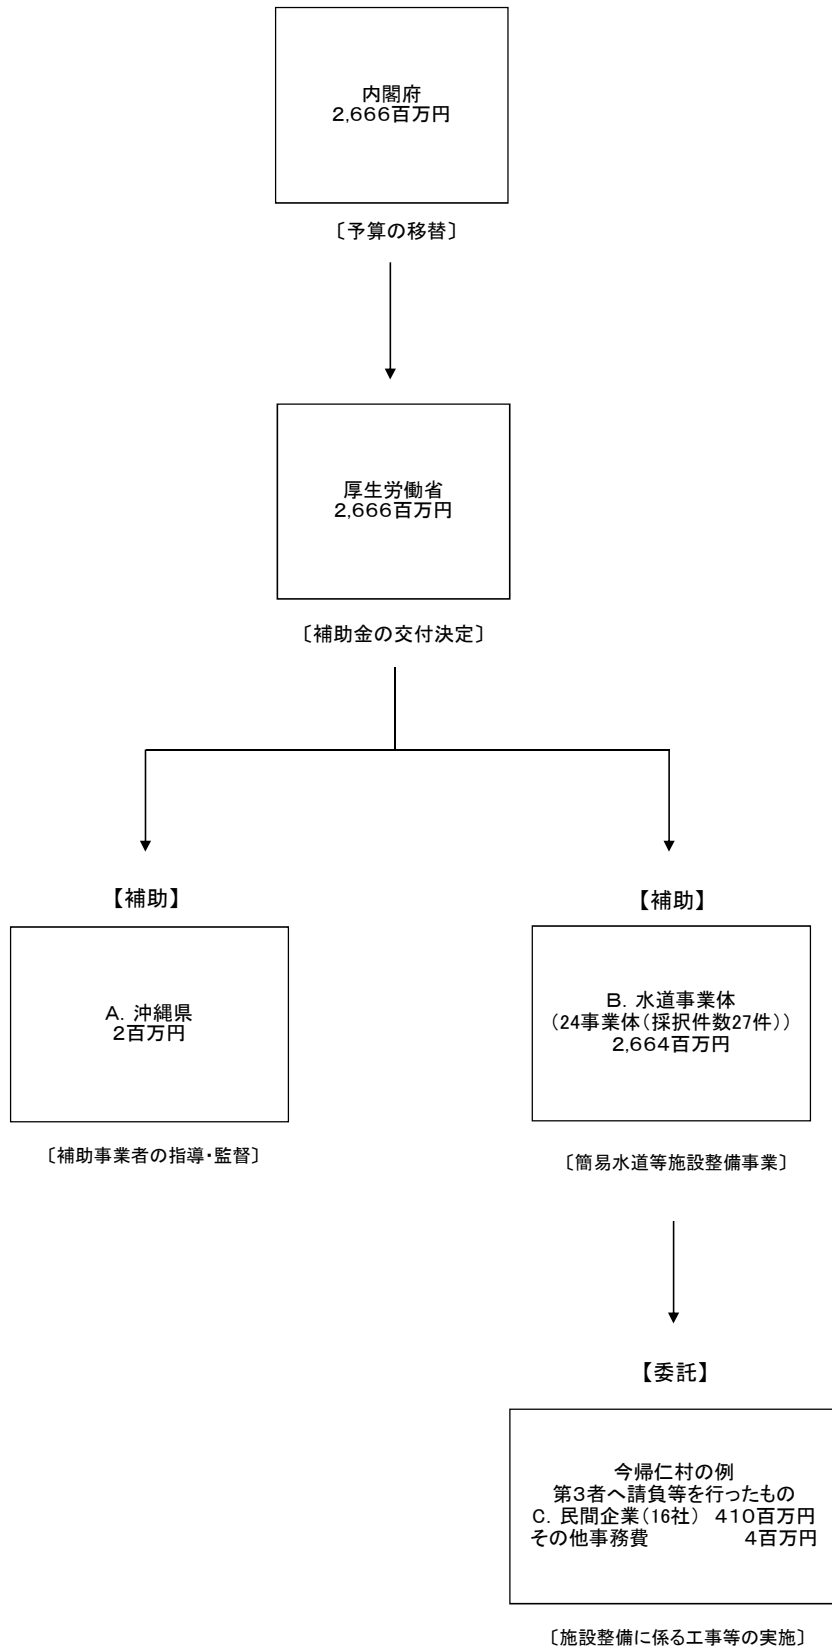 内閣府
2,666百万円
〔予算の移替〕
厚生労働省
2,666百万円
〔補助金の交付決定〕
【補助】
A. 沖縄県
2百万円
〔補助事業者の指導・監督〕
【補助】
B. 水道事業体
(24事業体(採択件数27件))
2,664百万円
〔簡易水道等施設整備事業〕
【委託】
今帰仁村の例
第3者へ請負等を行ったもの
C. 民間企業(16社) 410百万円
その他事務費 4百万円
〔施設整備に係る工事等の実施〕